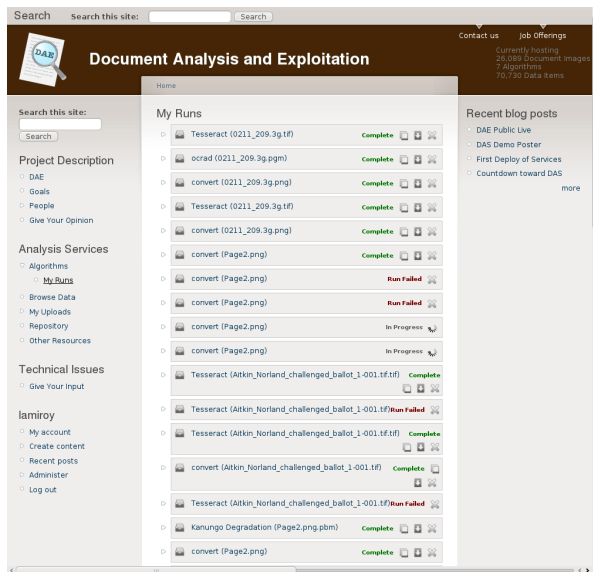 Search
Search this site:
Search
Contact us
Job Offerings
DAE
Document Analysis and Exploitation
Currently hosting
26,089 Document Images
7 Algorithms
70,730 Data Items
Home
Search this site:
Search
Project Description
DAE
Goals
People
Give Your Opinion
Analysis Services
Algorithms
My Runs
Browse Data
My Uploads
Repository
Other Resources
Technical Issues
Give Your Input
lamiroy
My account
Create content
Recent posts
Administer
Log out
My Runs
Tesseract (0211_209.3g.tif) Complete
ocrad (0211_209.3g.pgm) Complete
convert (0211_209.3g.png) Complete
Tesseract (0211_209.3g.tif) Complete
convert (0211_209.3g.png) Complete
convert (Page2.png) Complete
convert (Page2.png) Run Failed
convert (Page2.png) Run Failed
convert (Page2.png) In Progress
convert (Page2.png) In Progress
Tesseract (Aitkin_Norland_challenged_ballot_1-001.tif.tif) Complete
Tesseract (Aitkin_Norland_challenged_ballot_1-001.tif) Run Failed
Tesseract (Aitkin_Norland_challenged_ballot_1-001.tif.tif) Complete
convert (Aitkin_Norland_challenged_ballot_1-001.tif) Complete
Tesseract (Aitkin_Norland_challenged_ballot_1-001.tif) Run Failed
Kanungo Degradation (Page2.png.pbm) Complete
convert (Page2.png) Complete
Recent blog posts
DAE Public Live
DAS Demo Poster
First Deploy of Services
Countdown toward DAS
more